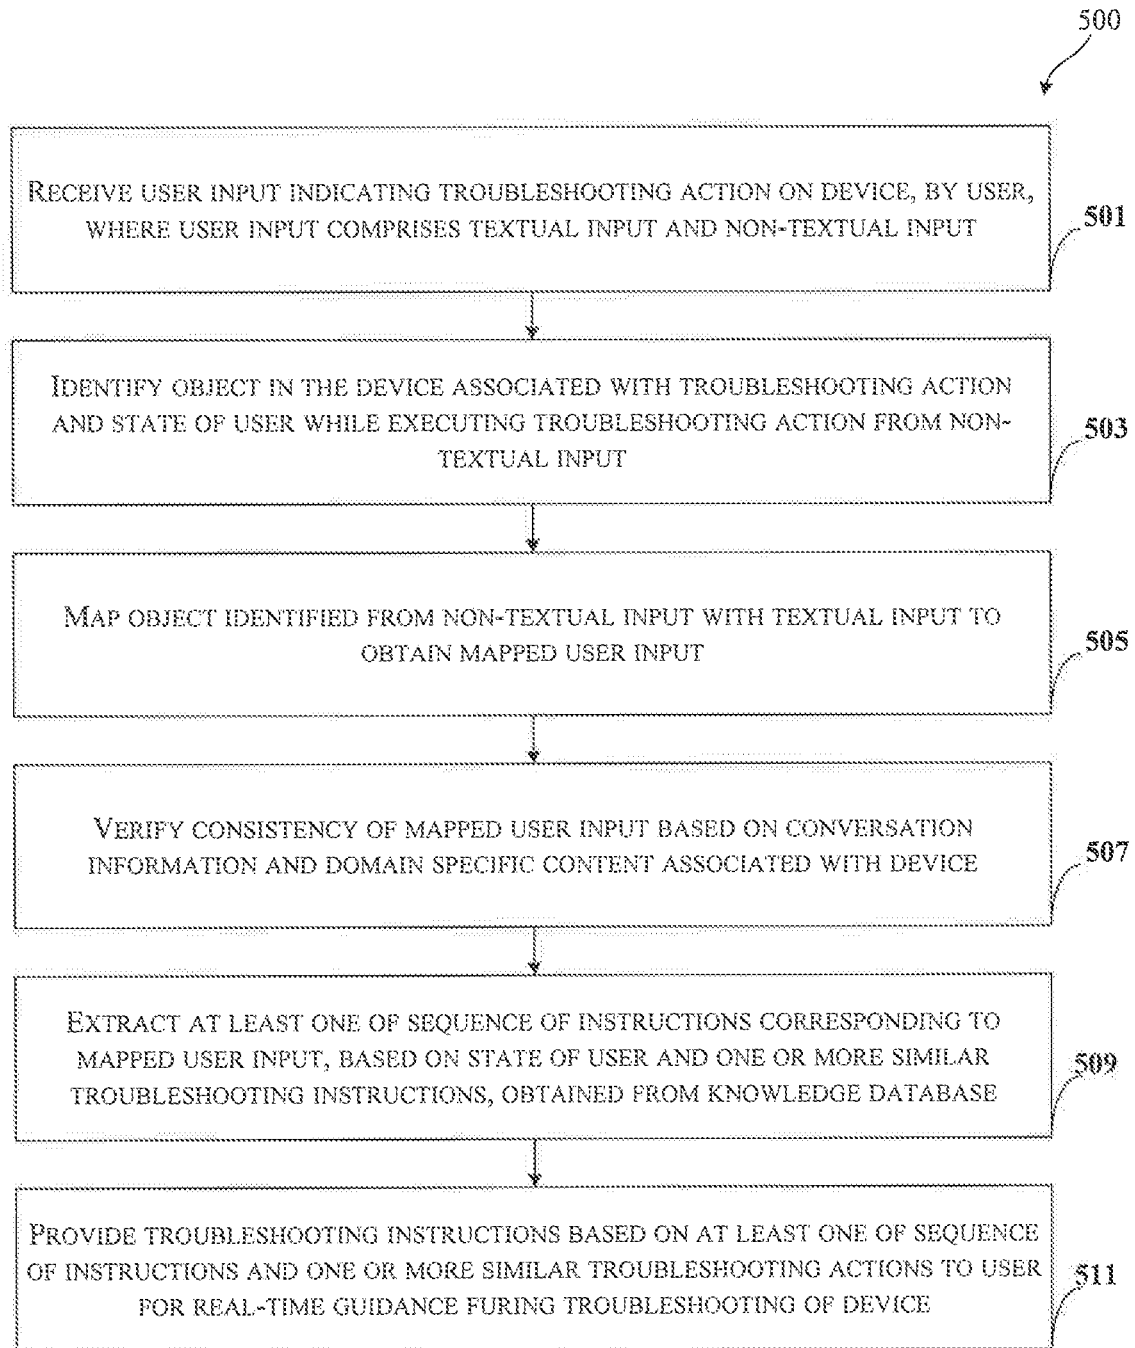 500
RECEIVE USER INPUT INDICATING TROUBLESHOOTING ACTION ON DEVICE, BY USER,
WHERE USER INPUT COMPRISES TEXTUAL INPUT AND NON-TEXTUAL INPUT
501
IDENTIFY OBJECT IN THE DEVICE ASSOCIATED WITH TROUBLESHOOTING ACTION
AND STATE OF USER WHILE EXECUTING TROUBLESHOOTING ACTION FROM NON-
TEXTUAL INPUT
503
MAP OBJECT IDENTIFIED FROM NON-TEXTUAL INPUT WITH TEXTUAL INPUT TO
OBTAIN MAPPED USER INPUT
505
VERIFY CONSISTENCY OF MAPPED USER INPUT BASED ON CONVERSATION
INFORMATION AND DOMAIN SPECIFIC CONTENT ASSOCIATED WITH DEVICE
507
EXTRACT AT LEAST ONE OF SEQUENCE OF INSTRUCTIONS CORRESPONDING TO
MAPPED USER INPUT, BASED ON STATE OF USER AND ONE OR MORE SIMILAR
TROUBLESHOOTING INSTRUCTIONS, OBTAINED FROM KNOWLEDGE DATABASE
509
PROVIDE TROUBLESHOOTING INSTRUCTIONS BASED ON AT LEAST ONE OF SEQUENCE
OF INSTRUCTIONS AND ONE OR MORE SIMILAR TROUBLESHOOTING ACTIONS TO USER
FOR REAL-TIME GUIDANCE FURING TROUBLESHOOTING OF DEVICE
511